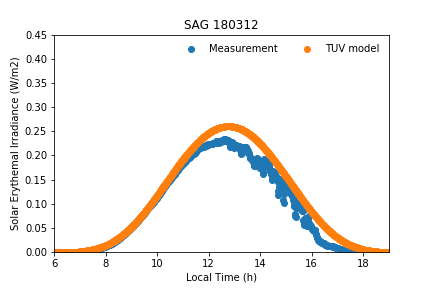 SAG 180312
Measurement
TUV model
Solar Erythemal Irradiance (W/m2)
0.45
0.40
0.35
0.30
0.25
0.20
0.15
0.10
0.05
0.00
6 8 10 12 14 16 18
Local Time (h)